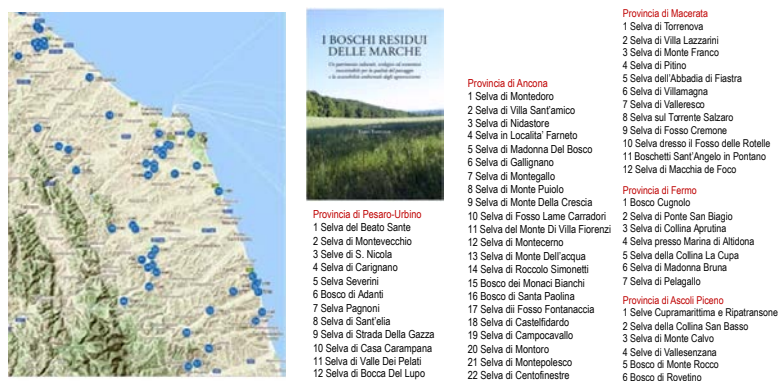 I BOSCHI RESIDUI
DELLE MARCHE
Provincia di Pesaro-Urbino
1 Selva del Beato Sante
2 Selva di Montevecchio
3 Selve di S. Nicola
4 Selva di Carignano
5 Selva Severini
6 Bosco di Adanti
7 Selva Pagnoni
8 Selva di Sant'elia
9 Selva di Strada Della Gazza
10 Selva di Casa Carampana
11 Selva di Valle Dei Pelati
12 Selva di Bocca Del Lupo
Provincia di Ancona
1 Selva di Montedoro
2 Selva di Villa Sant'amico
3 Selva di Nidastore
4 Selva in Localita' Farneto
5 Selva di Madonna Del Bosco
6 Selva di Gallignano
7 Selva di Montegallo
8 Selva di Monte Puiolo
9 Selva di Monte Della Crescia
10 Selva di Fosso Lame Carradori
11 Selva del Monte Di Villa Fiorenzi
12 Selva di Montecerno
13 Selva di Monte Dell'acqua
14 Selva di Roccolo Simonetti
15 Bosco dei Monaci Bianchi
16 Bosco di Santa Paolina
17 Selva dii Fosso Fontanaccia
18 Selva di Castelfidardo
19 Selva di Campocavallo
20 Selva di Montoro
21 Selva di Montepolesco
22 Selva di Centofinestre
Provincia di Macerata
1 Selva di Torrenova
2 Selva di Villa Lazzarini
3 Selva di Monte Franco
4 Selva di Pitino
5 Selva dell'Abbadia di Fiastra
6 Selva di Villamagna
7 Selva di Valleresco
8 Selva sul Torrente Salzaro
9 Selva di Fosso Cremone
10 Selva dresso il Fosso delle Rotelle
11 Boschetti Sant'Angelo in Pontano
12 Selva di Macchia de Foco
Provincia di Fermo
1 Bosco Cugnolo
2 Selva di Ponte San Biagio
3 Selva di Collina Aprutina
4 Selva presso Marina di Altidona
5 Selva della Collina La Cupa
6 Selva di Madonna Bruna
7 Selva di Pelagallo
Provincia di Ascoli Piceno
1 Selve Cupramarittima e Ripatransone
2 Selva della Collina San Basso
3 Selva di Monte Calvo
4 Selve di Vallesenzana
5 Bosco di Monte Rocco
6 Bosco di Rovetino